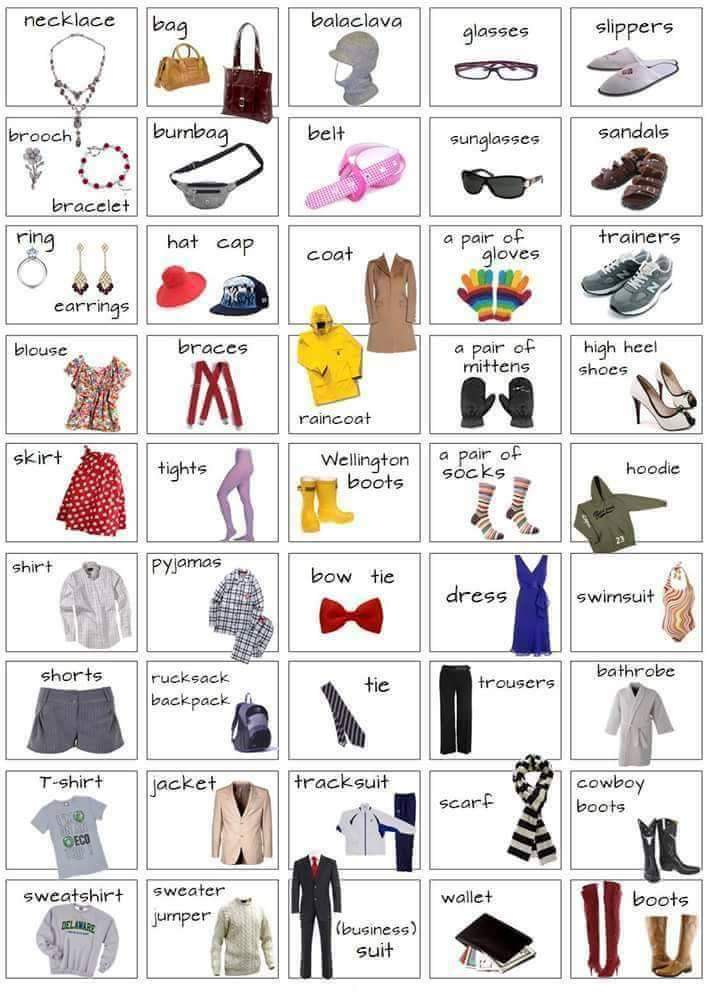 necklace
bag
balaclava
glasses
slippers
brooch
bracelet
bumbag
belt
sunglasses
sandals
ring
earrings
hat cap
coat
raincoat
a pair of
gloves
trainers
blouse
braces
a pair of
mittens
high heel
shoes
skirt
tights
Wellington
boots
a pair of
socks
hoodie
23
shirt
pyjamas
bow tie
dress
swimsuit
shorts
rucksack
backpack
tie
trousers
bathrobe
T-shirt
ECO
jacket
tracksuit
scarf
cowboy
boots
sweatshirt
DELAWARE
sweater
jumper
(business)
suit
wallet
boots